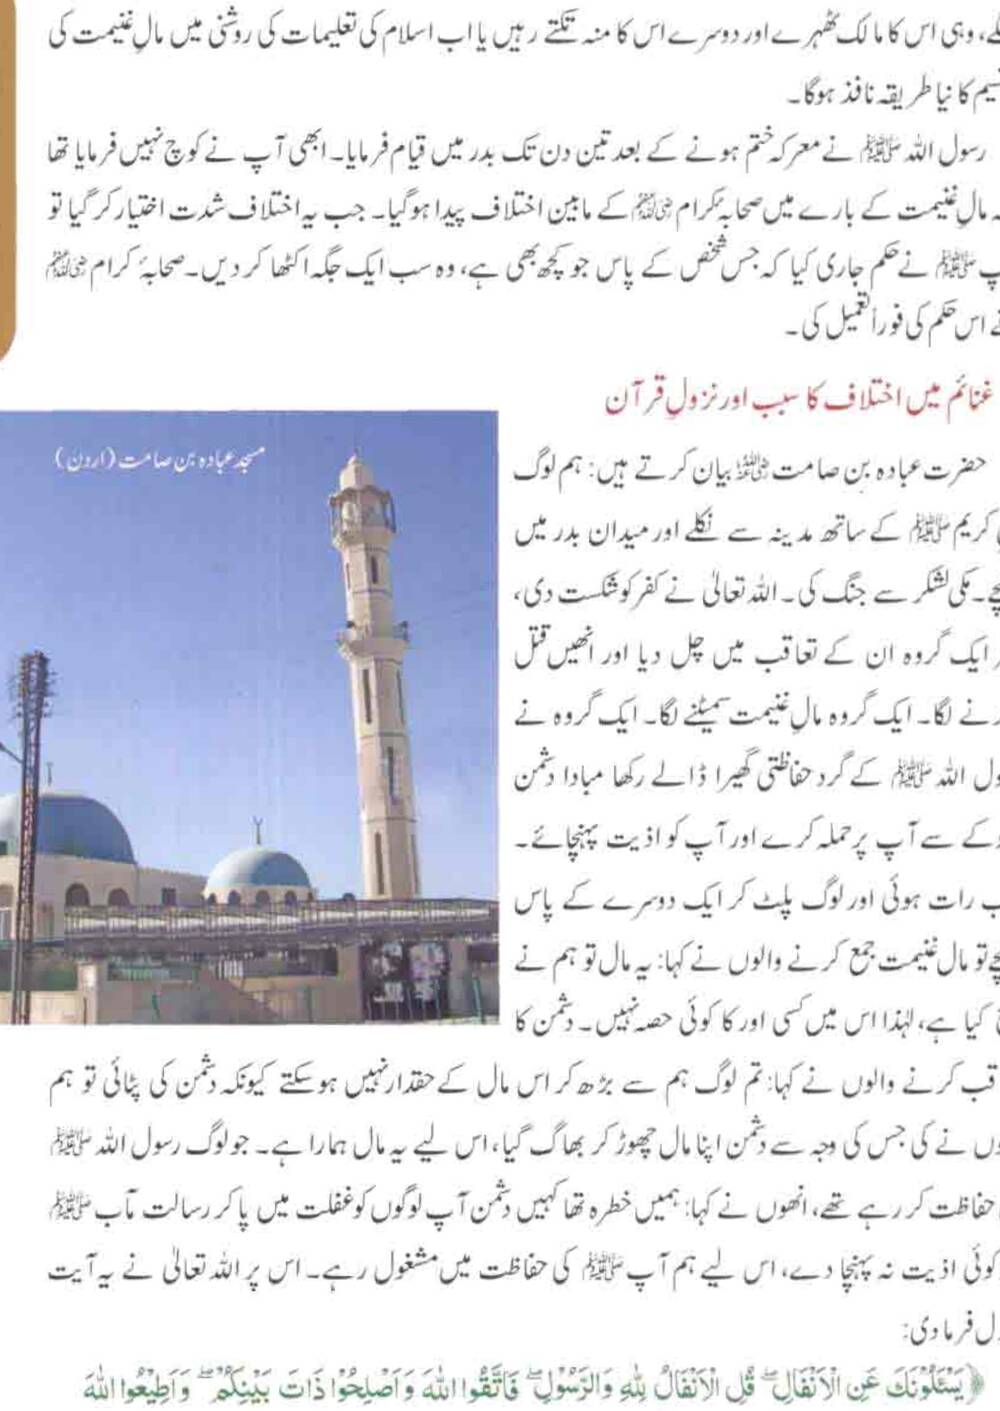 وہی اس کا مالک ٹھہرے اور دوسرے اس کا منہ تکتے رہیں یا اب اسلام کی تعلیمات کی روشنی میں مالِ غنیمت کی
کا نیا طریقہ نافذ ہوگا۔
رسول اللہ ﷺ نے معرکہ ختم ہونے کے بعد تین دن تک بدر میں قیام فرمایا۔ ابھی آپ نے کوچ نہیں فرمایا تھا
مالِ غنیمت کے بارے میں صحابۂ کرام رضی اللہ عنہم کے مابین اختلاف پیدا ہوگیا۔ جب یہ اختلاف شدت اختیار کر گیا تو
ﷺ نے حکم جاری کیا کہ جس شخص کے پاس جو کچھ بھی ہے، وہ سب ایک جگہ اکٹھا کر دیں۔ صحابۂ کرام رضی اللہ عنہم
اس حکم کی فوراً تعمیل کی۔
غنائم میں اختلاف کا سبب اور نزولِ قرآن
مسجد عبادہ بن صامت (اردن)
حضرت عبادہ بن صامت رضی اللہ عنہ بیان کرتے ہیں: ہم لوگ
کریم ﷺ کے ساتھ مدینہ سے نکلے اور میدان بدر میں
مکی لشکر سے جنگ کی۔ اللہ تعالیٰ نے کفر کو شکست دی،
ایک گروہ ان کے تعاقب میں چل دیا اور انھیں قتل
نے لگا۔ ایک گروہ مالِ غنیمت سمیٹنے لگا۔ ایک گروہ نے
اللہ ﷺ کے گرد حفاظتی گھیرا ڈالے رکھا مبادا دشمن
کے سے آپ پر حملہ کرے اور آپ کو اذیت پہنچائے۔
رات ہوئی اور لوگ پلٹ کر ایک دوسرے کے پاس
تو مال غنیمت جمع کرنے والوں نے کہا: یہ مال تو ہم نے
کیا ہے، لہٰذا اس میں کسی اور کا کوئی حصہ نہیں۔ دشمن کا
قب کرنے والوں نے کہا: تم لوگ ہم سے بڑھ کر اس مال کے حقدار نہیں ہو سکتے کیونکہ دشمن کی پٹائی تو ہم
نے کی جس کی وجہ سے دشمن اپنا مال چھوڑ کر بھاگ گیا، اس لیے یہ مال ہمارا ہے۔ جو لوگ رسول اللہ ﷺ
حفاظت کر رہے تھے، انھوں نے کہا: ہمیں خطرہ تھا کہیں دشمن آپ لوگوں کو غفلت میں پا کر رسالت مآب ﷺ
کوئی اذیت نہ پہنچا دے، اس لیے ہم آپ ﷺ کی حفاظت میں مشغول رہے۔ اس پر اللہ تعالیٰ نے یہ آیت
فرما دی:
﴿يَسْـَٔلُوْنَكَ عَنِ الْاَنْفَالِ ۖ قُلِ الْاَنْفَالُ لِلّٰهِ وَالرَّسُوْلِ ۖ فَاتَّقُوا اللّٰهَ وَاَصْلِحُوْا ذَاتَ بَيْنِكُمْ ۖ وَاَطِيْعُوا اللّٰهَ